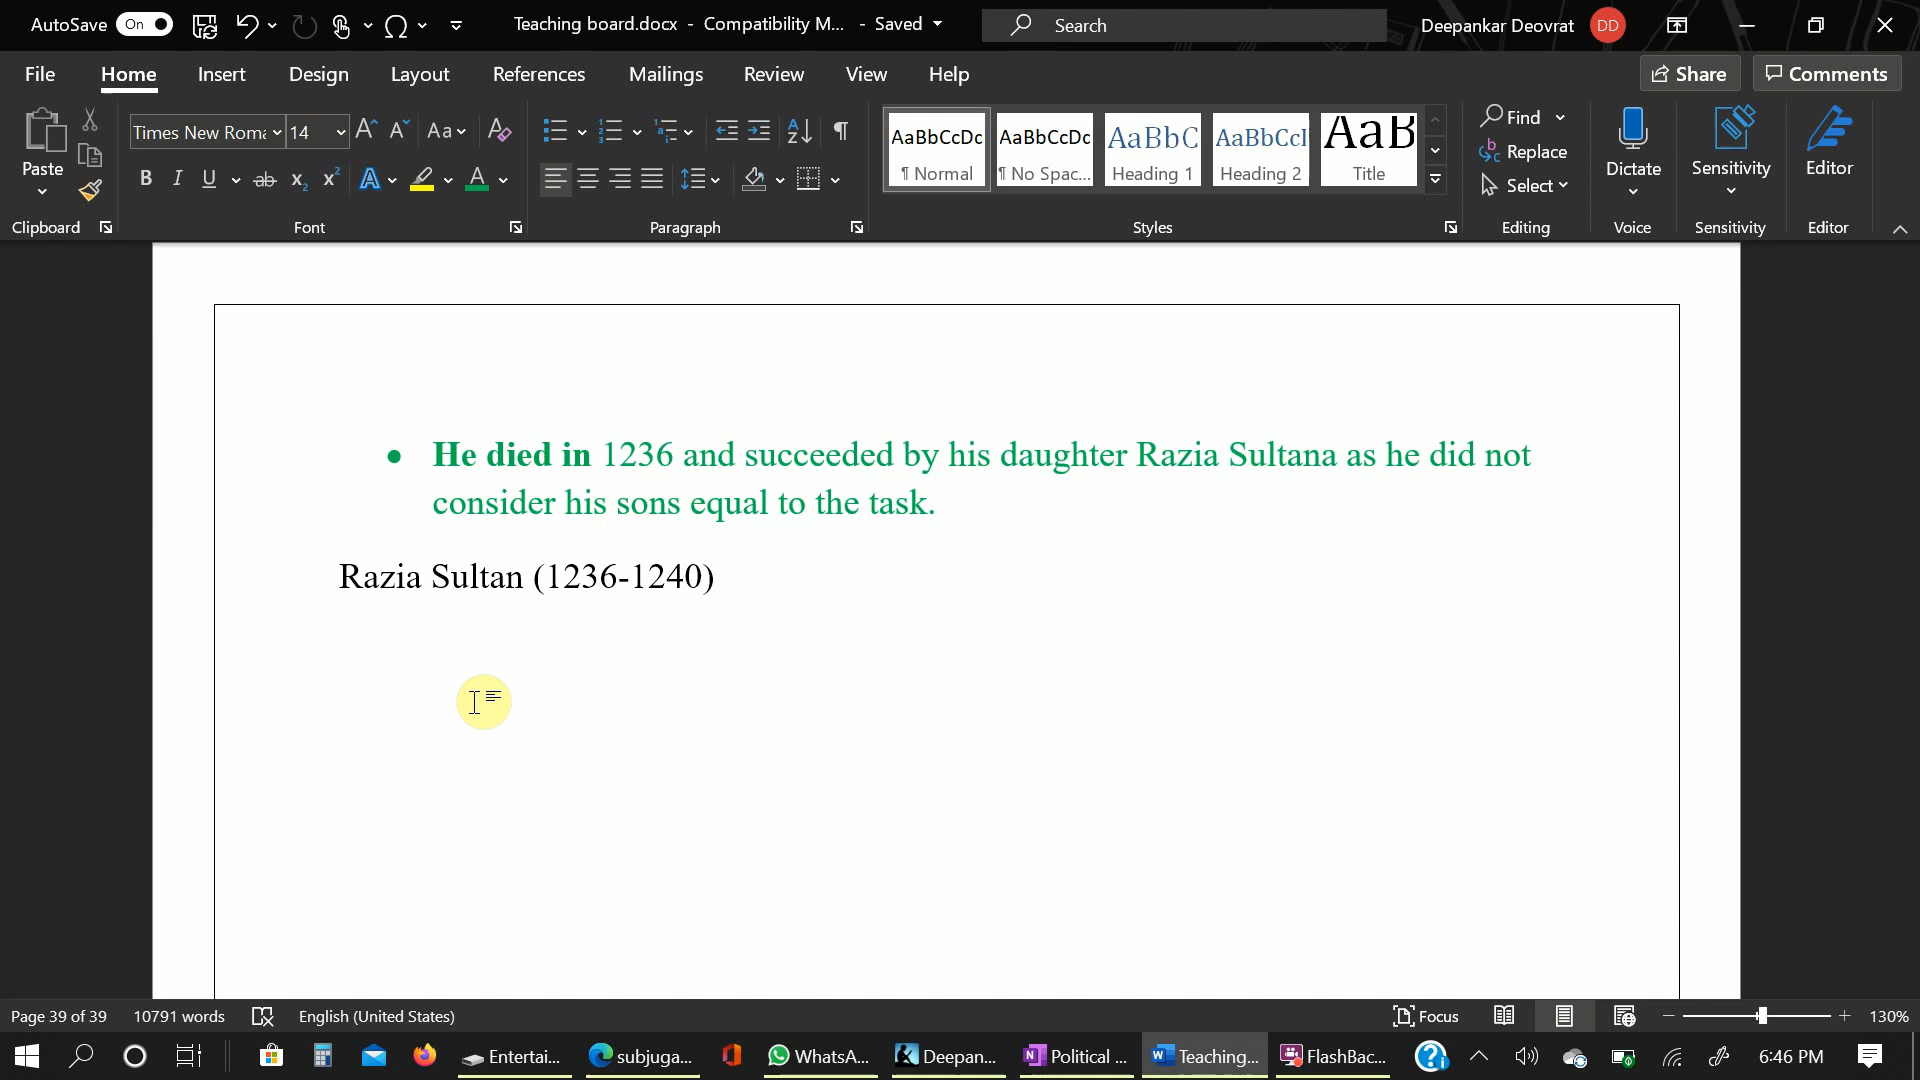 AutoSave On Teaching board.docx - Compatibility M... - Saved Search Deepankar Deovrat DD
File Home Insert Design Layout References Mailings Review View Help Share Comments
Paste Times New Roma 14 Aa AaBbCcDc AaBbCcDc AaBbC AaBbCcI AaB Find Replace Select Dictate Sensitivity Editor
¶ Normal ¶ No Spac... Heading 1 Heading 2 Title
Clipboard Font Paragraph Styles Editing Voice Sensitivity Editor
• He died in 1236 and succeeded by his daughter Razia Sultana as he did not
consider his sons equal to the task.
Razia Sultan (1236-1240)
Page 39 of 39 10791 words English (United States) Focus 130%
Entertai... subjuga... WhatsA... Deepan... Political ... Teaching... FlashBac... 6:46 PM